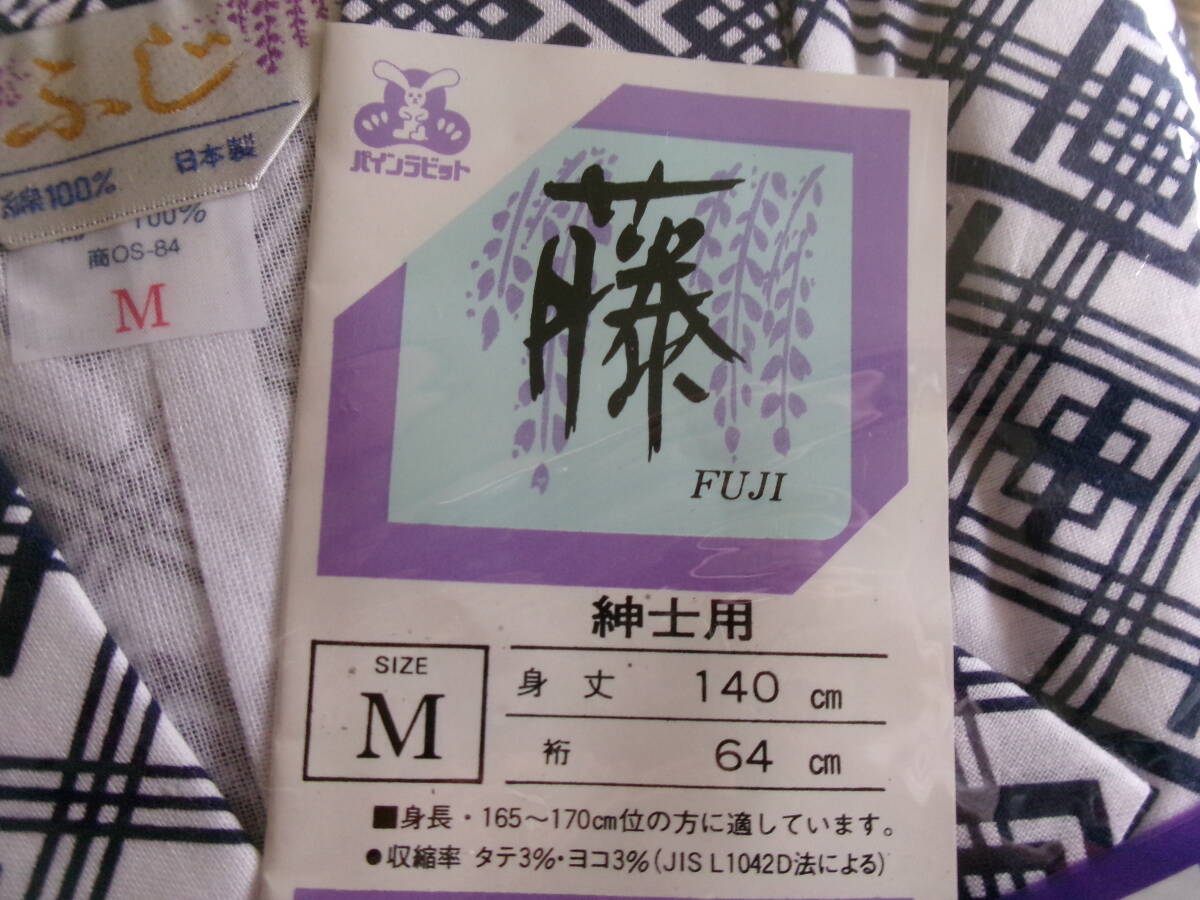 ふじ
日本製
綿100%
100%
商OS-84
M
パインラビット
藤
FUJI
紳士用
SIZE
M
身丈 140 cm
裄 64 cm
■身長・165～170cm位の方に適しています。
●収縮率 タテ3%・ヨコ3%(JIS L1042D法による)